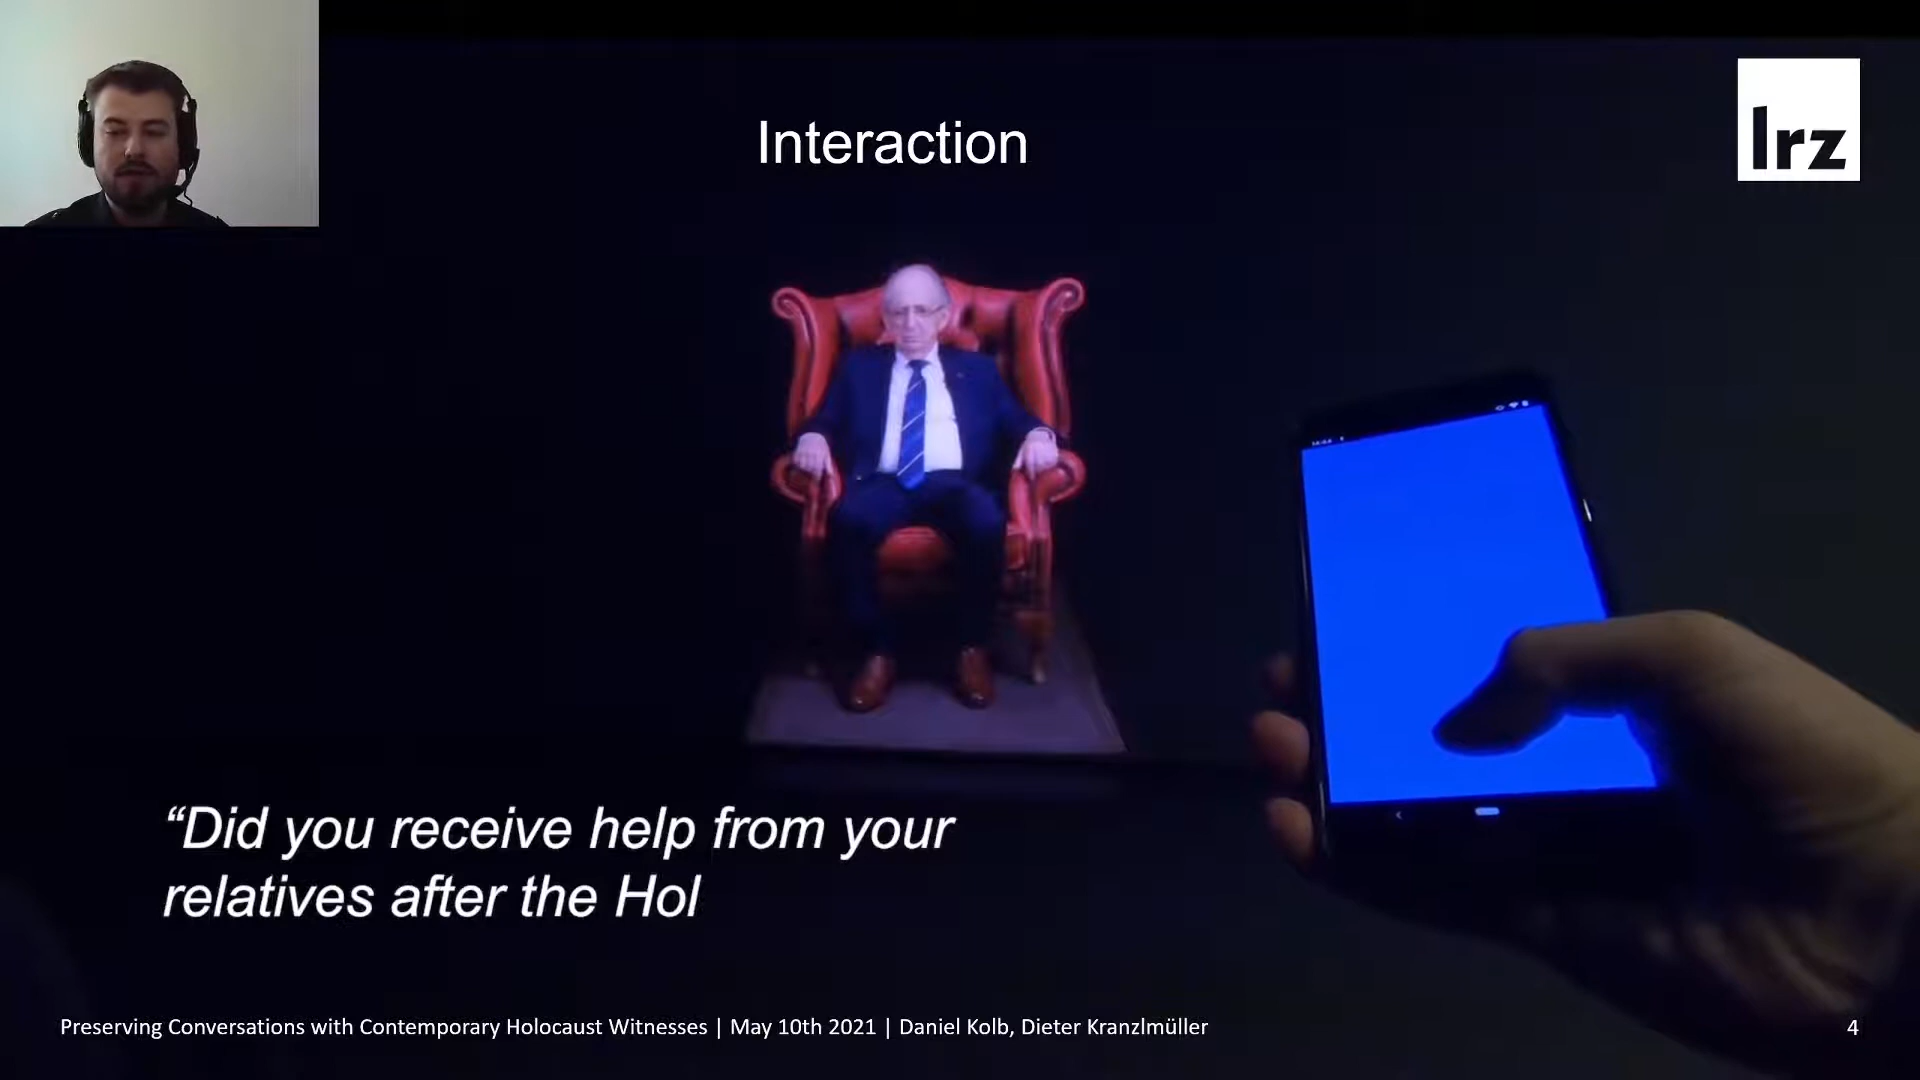 Interaction
lrz
“Did you receive help from your
relatives after the Hol
Preserving Conversations with Contemporary Holocaust Witnesses | May 10th 2021 | Daniel Kolb, Dieter Kranzlmüller
4